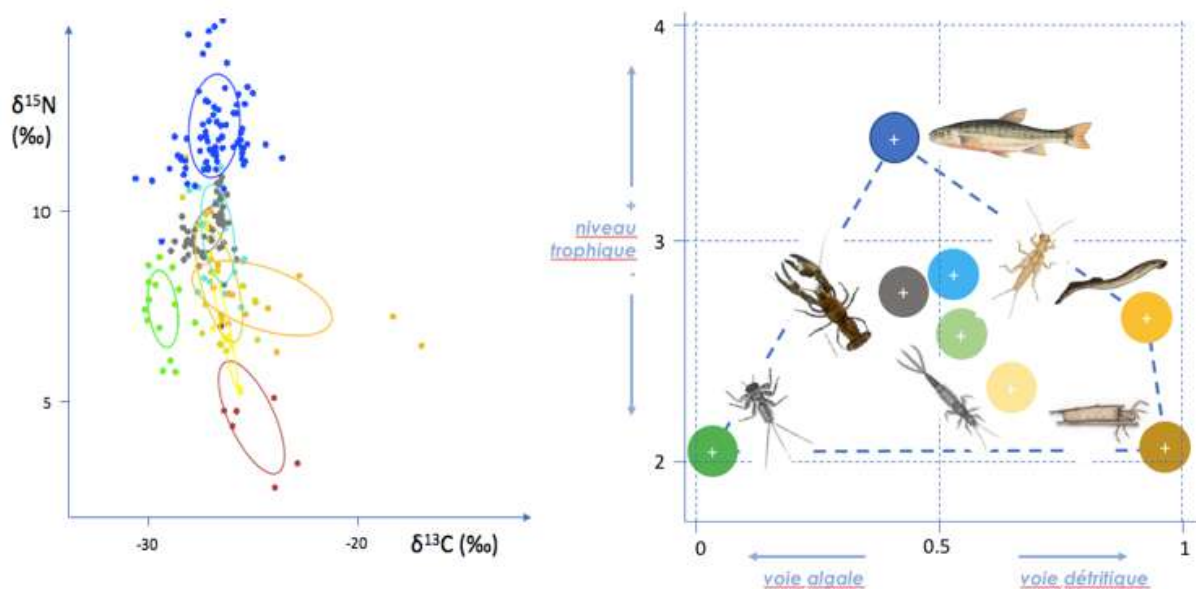 δ¹⁵N
(‰)
10
5
-30
-20
δ¹³C (‰)
+
niveau
trophique
-
4
3
2
0
0.5
1
voie algale
voie détritique